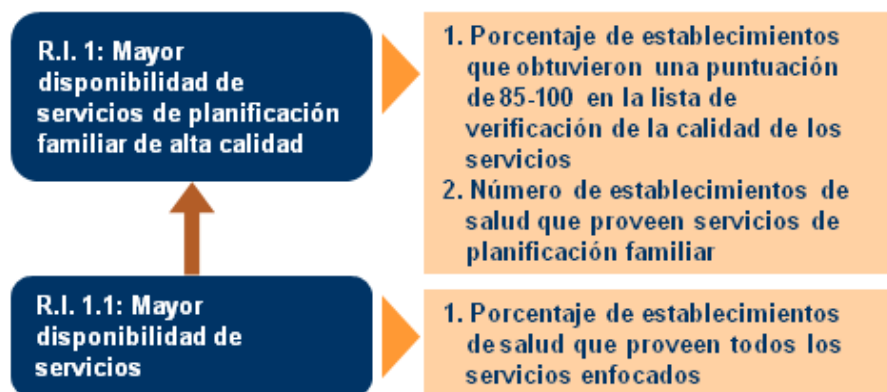 R.I. 1: Mayor
disponibilidad de
servicios de planificación
familiar de alta calidad
1. Porcentaje de establecimientos
que obtuvieron una puntuación
de 85-100 en la lista de
verificación de la calidad de los
servicios
2. Número de establecimientos de
salud que proveen servicios de
planificación familiar
R.I. 1.1: Mayor
disponibilidad de
servicios
1. Porcentaje de establecimientos
de salud que proveen todos los
servicios enfocados